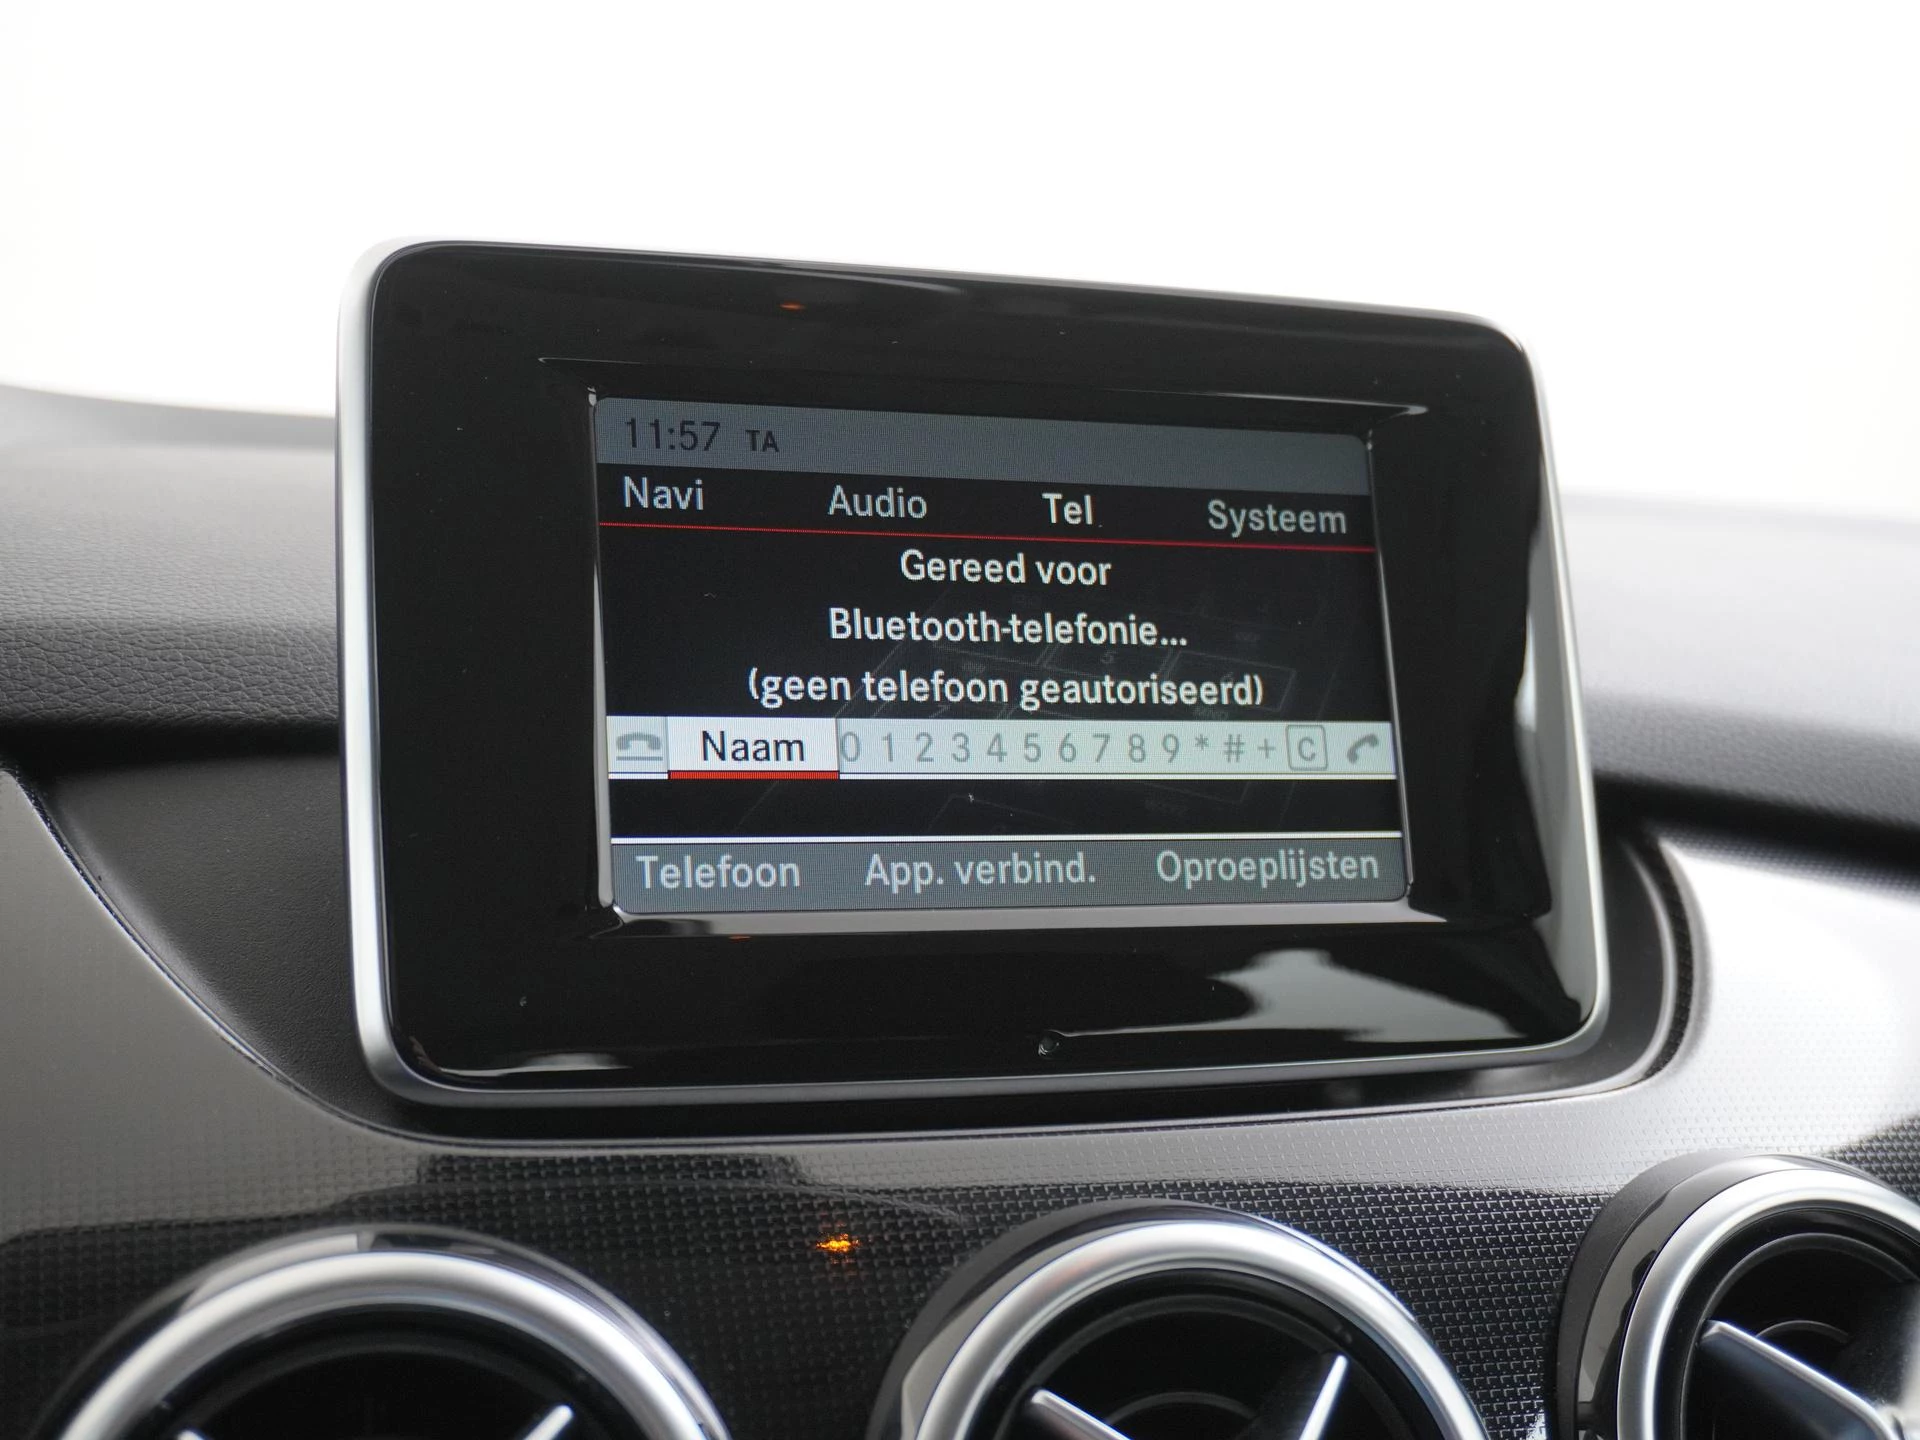 11:57 TA
Navi Audio Tel Systeem
Gereed voor
Bluetooth-telefonie...
(geen telefoon geautoriseerd)
Naam 0 1 2 3 4 5 6 7 8 9 * # + C
Telefoon App. verbind. Oproeplijsten